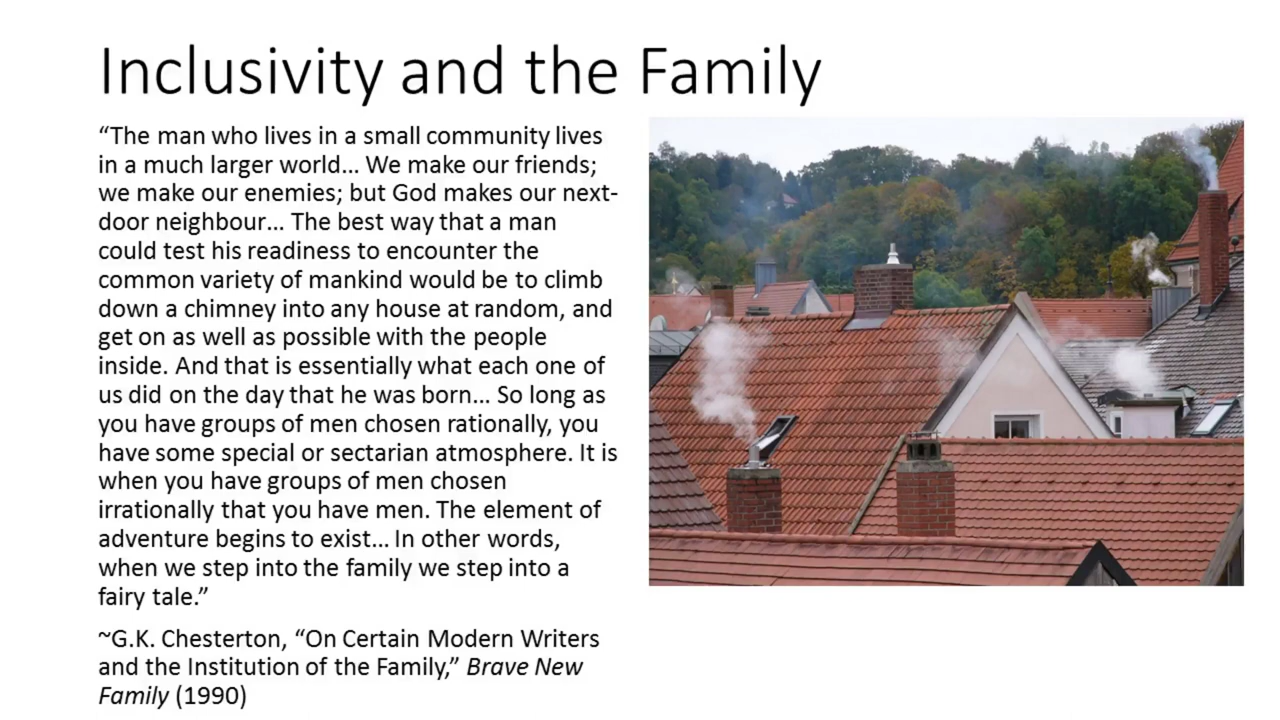 Inclusivity and the Family
“The man who lives in a small community lives
in a much larger world… We make our friends;
we make our enemies; but God makes our next-
door neighbour… The best way that a man
could test his readiness to encounter the
common variety of mankind would be to climb
down a chimney into any house at random, and
get on as well as possible with the people
inside. And that is essentially what each one of
us did on the day that he was born… So long as
you have groups of men chosen rationally, you
have some special or sectarian atmosphere. It is
when you have groups of men chosen
irrationally that you have men. The element of
adventure begins to exist… In other words,
when we step into the family we step into a
fairy tale.”
~G.K. Chesterton, “On Certain Modern Writers
and the Institution of the Family,” Brave New
Family (1990)